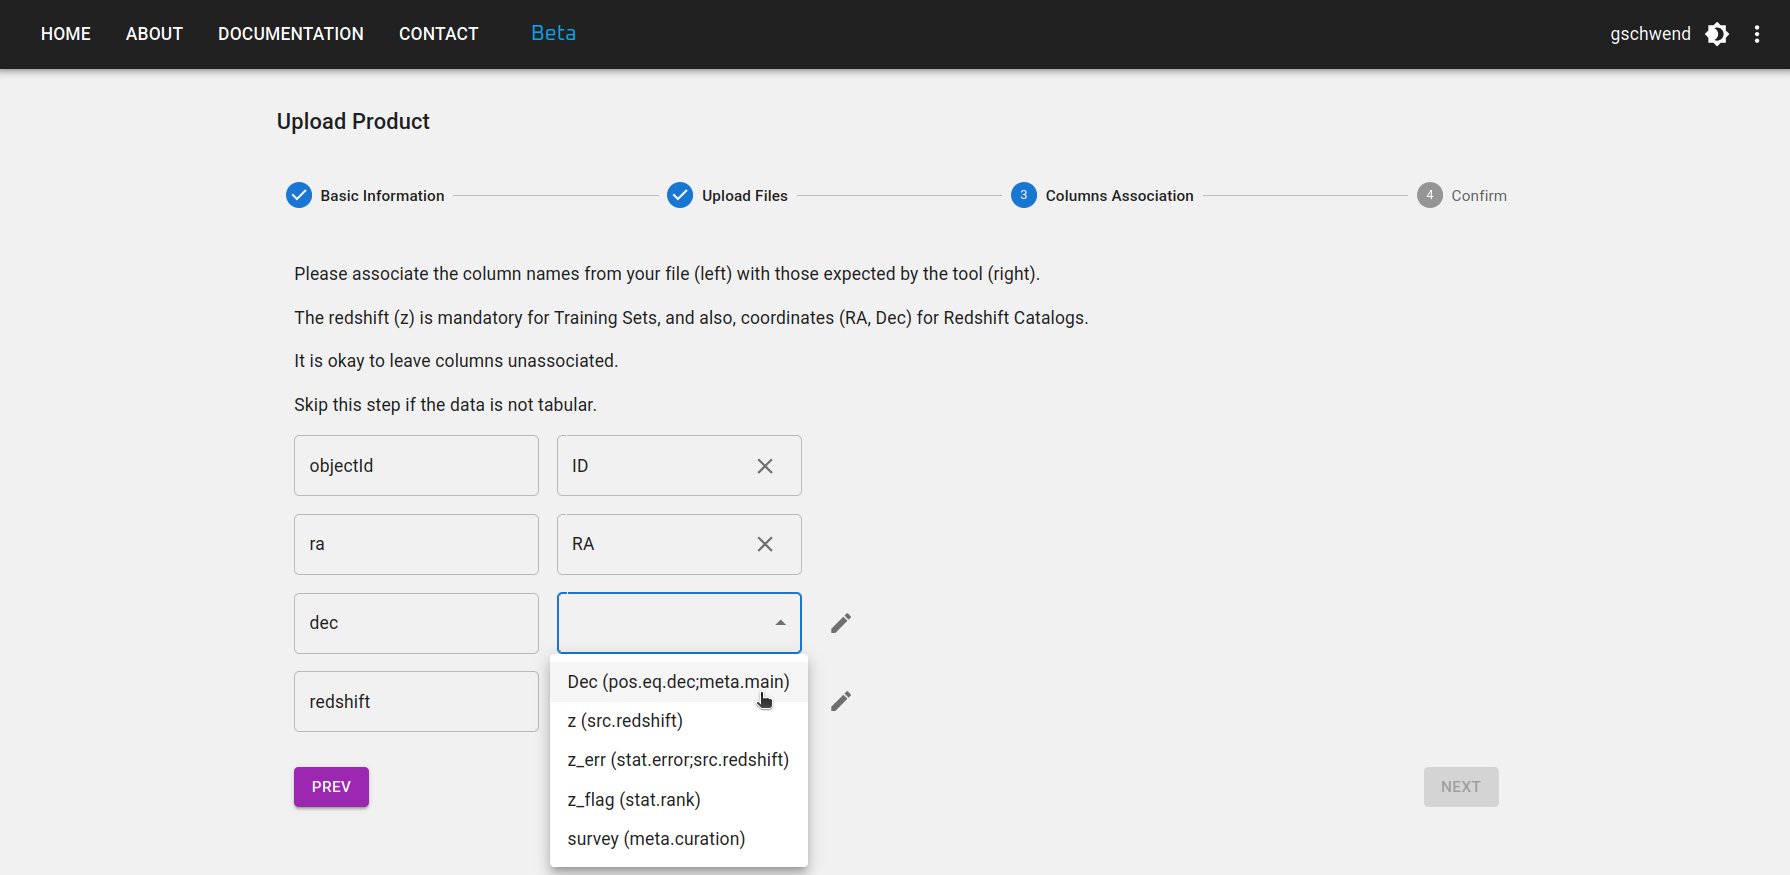 HOME ABOUT DOCUMENTATION CONTACT Beta gschwend
Upload Product
Basic Information Upload Files 3 Columns Association 4 Confirm
Please associate the column names from your file (left) with those expected by the tool (right).
The redshift (z) is mandatory for Training Sets, and also, coordinates (RA, Dec) for Redshift Catalogs.
It is okay to leave columns unassociated.
Skip this step if the data is not tabular.
objectId ID
ra RA
dec
Dec (pos.eq.dec;meta.main)
redshift
z (src.redshift)
z_err (stat.error;src.redshift)
PREV NEXT
z_flag (stat.rank)
survey (meta.curation)